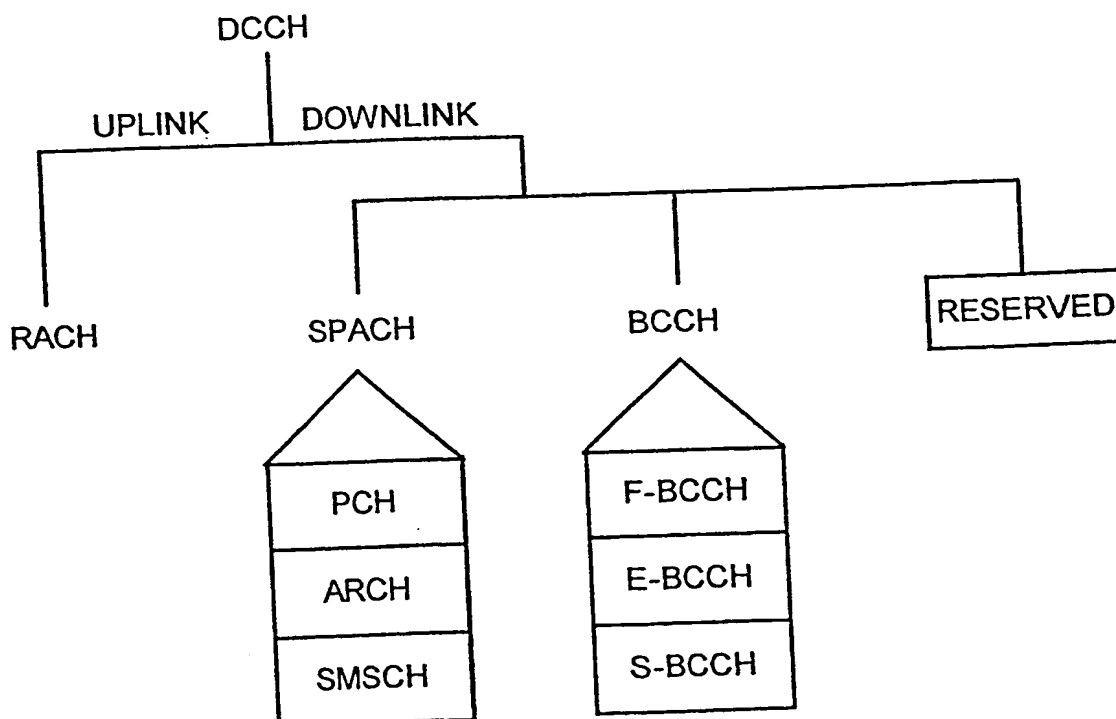 DCCH
UPLINK DOWNLINK
RACH SPACH BCCH RESERVED
PCH F-BCCH
ARCH E-BCCH
SMSCH S-BCCH